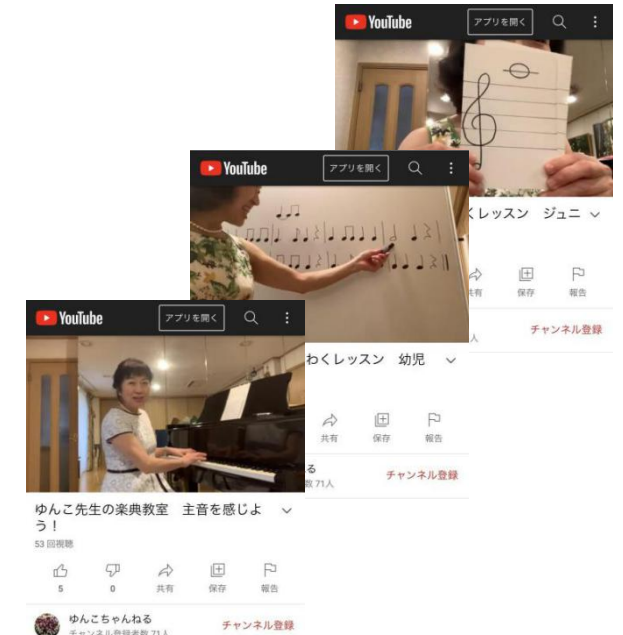 YouTube アプリを開く
くレッスン ジュニ
共有 保存 報告
人 チャンネル登録
YouTube アプリを開く
わくレッスン 幼児
共有 保存 報告
る チャンネル登録
数 71人
YouTube アプリを開く
ゆんこ先生の楽典教室 主音を感じよ
う!
53 回視聴
5 0 共有 保存 報告
ゆんこちゃんねる チャンネル登録
チャンネル登録者数 71人